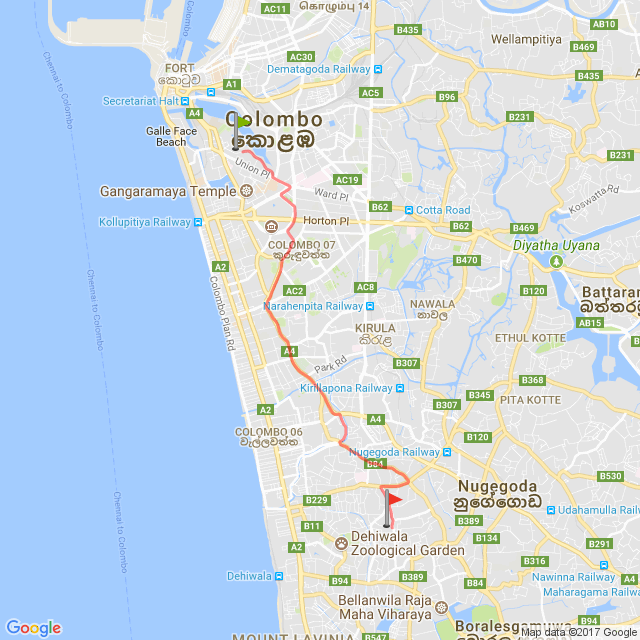 AC11
කොළඹ 14
B435
AB10
Wellampitiya
B469
FORT
කොටුව
AC30
Dematagoda Railway
B435
A1
AC5
B96
Secretariat Halt
A4
Colombo
කොළඹ
Galle Face
Beach
B231
B231
Union Pl
AC19
Gangaramaya Temple
Ward Pl
Koswatta Rd
B62
Cotta Road
Kollupitiya Railway
Horton Pl
B469
B62
COLOMBO 07
කුරුඳුවත්ත
Diyatha Uyana
A2
B470
Chennai to Colombo
Chennai to Colombo
Colombo Plan Rd
AC2
AC8
B120
Battaram
බත්තරමු
Narahenpita Railway
NAWALA
නාවල
AB15
KIRULA
කිරුළ
ETHUL KOTTE
A4
Park Rd
B307
B368
Kirillapona Railway
B345
PITA KOTTE
A2
B307
A4
COLOMBO 06
වැල්ලවත්ත
B120
Nugegoda Railway
B84
B530
Nugegoda
නුගේගොඩ
B229
Udahamulla Railway
B11
B389
Dehiwala
Zoological Garden
B134
A2
B291
B316
Chennai to Colombo
Dehiwala
B94
B389
B84
Nawinna Railway
Maharagama Railway
Bellanwila Raja
Maha Viharaya
Boralesgamuwa
MOUNT LAVINIA
B547
Google
Map data ©2017 Google